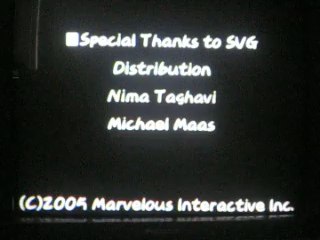 ■Special Thanks to SVG
Distribution
Nima Taghavi
Michael Maas
(C)2005 Marvelous Interactive Inc.